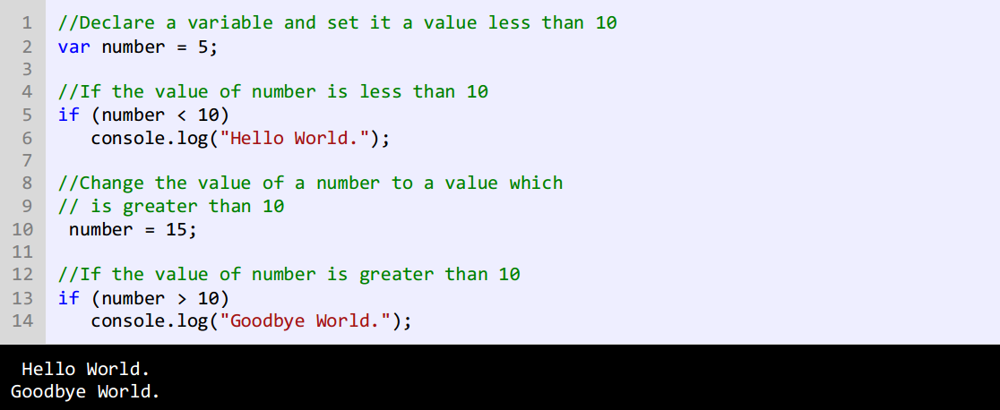 1 //Declare a variable and set it a value less than 10
2 var number = 5;
3
4 //If the value of number is less than 10
5 if (number < 10)
6    console.log("Hello World.");
7
8 //Change the value of a number to a value which
9 // is greater than 10
10  number = 15;
11
12 //If the value of number is greater than 10
13 if (number > 10)
14    console.log("Goodbye World.");
 Hello World.
Goodbye World.